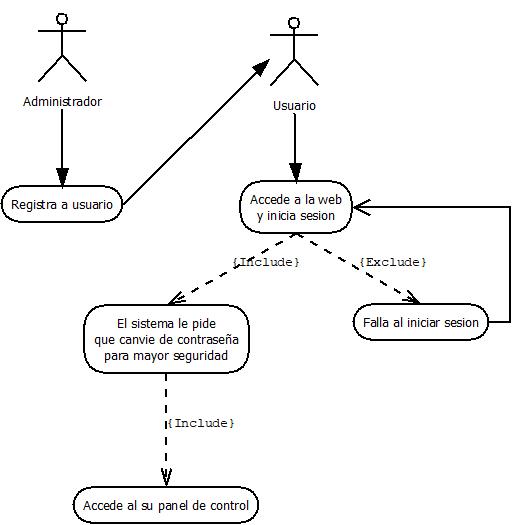 Administrador
Usuario
Registra a usuario
Accede a la web
y inicia sesion
{Include}
{Exclude}
El sistema le pide
que canvie de contraseña
para mayor seguridad
Falla al iniciar sesion
{Include}
Accede al su panel de control